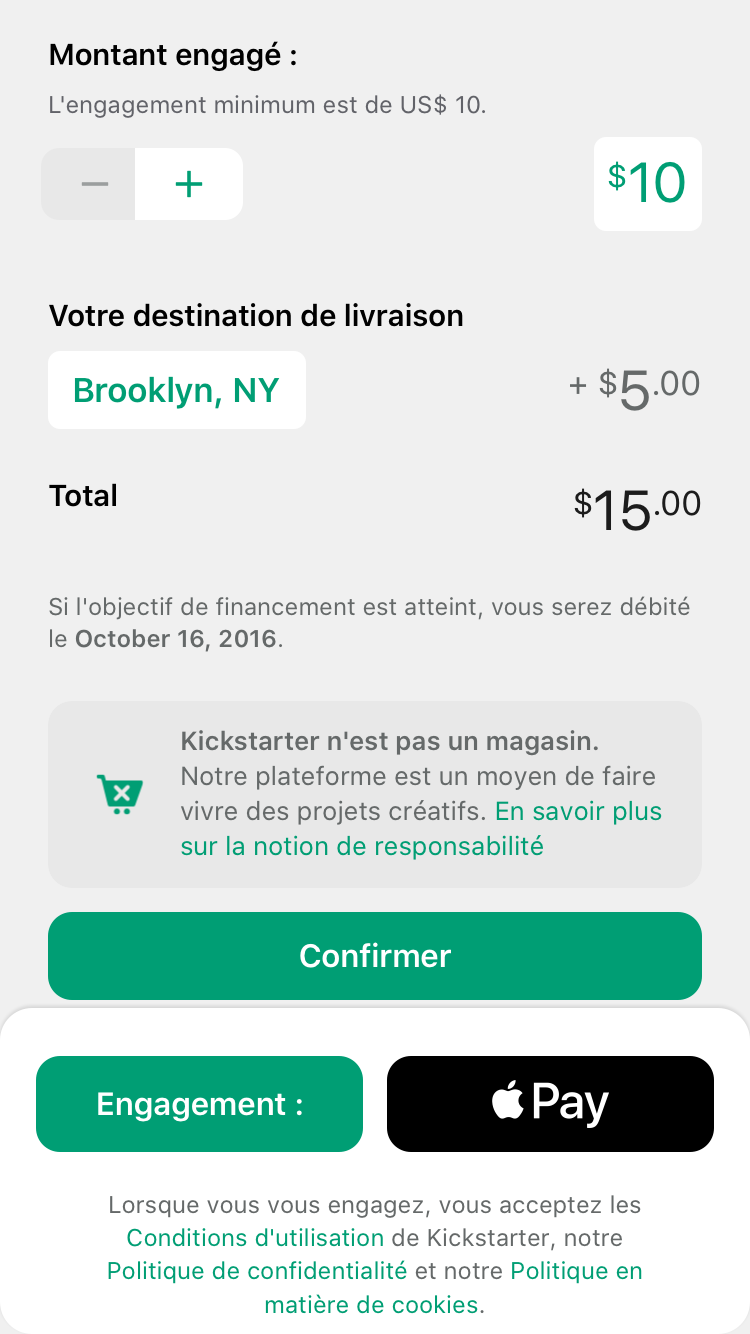 Montant engagé :
L'engagement minimum est de US$ 10.
$10
Votre destination de livraison
Brooklyn, NY
+ $5.00
Total
$15.00
Si l'objectif de financement est atteint, vous serez débité
le October 16, 2016.
Kickstarter n'est pas un magasin.
Notre plateforme est un moyen de faire
vivre des projets créatifs. En savoir plus
sur la notion de responsabilité
Confirmer
Engagement :
Pay
Lorsque vous vous engagez, vous acceptez les
Conditions d'utilisation de Kickstarter, notre
Politique de confidentialité et notre Politique en
matière de cookies.